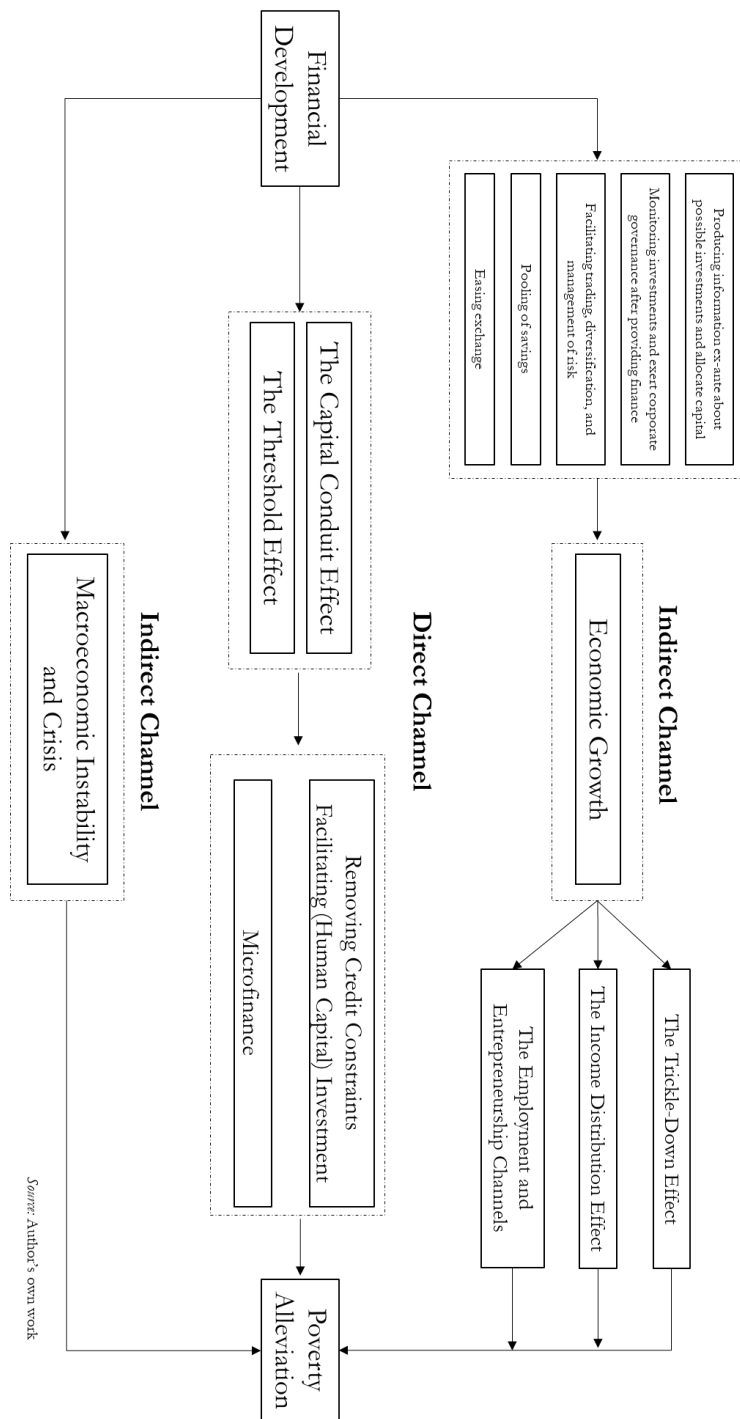 Financial
Development
Producing information ex-ante about
possible investments and allocate capital
Monitoring investments and exert corporate
governance after providing finance
Facilitating trading, diversification, and
management of risk
Pooling of savings
Easing exchange
Indirect Channel
Economic Growth
The Trickle-Down Effect
The Income Distribution Effect
The Employment and
Entrepreneurship Channels
Direct Channel
The Capital Conduit Effect
The Threshold Effect
Removing Credit Constraints
Facilitating (Human Capital) Investment
Microfinance
Indirect Channel
Macroeconomic Instability
and Crisis
Poverty
Alleviation
Source: Author's own work